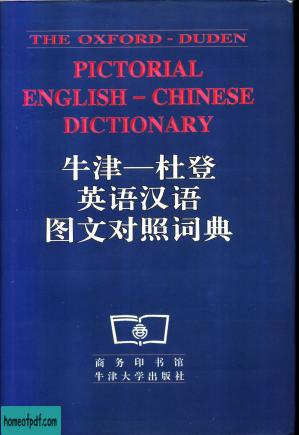 THE OXFORD - DUDEN
PICTORIAL
ENGLISH – CHINESE
DICTIONARY
牛津—杜登
英语汉语
图文对照词典
商务印书馆
牛津大学出版社
homeofpdf.com